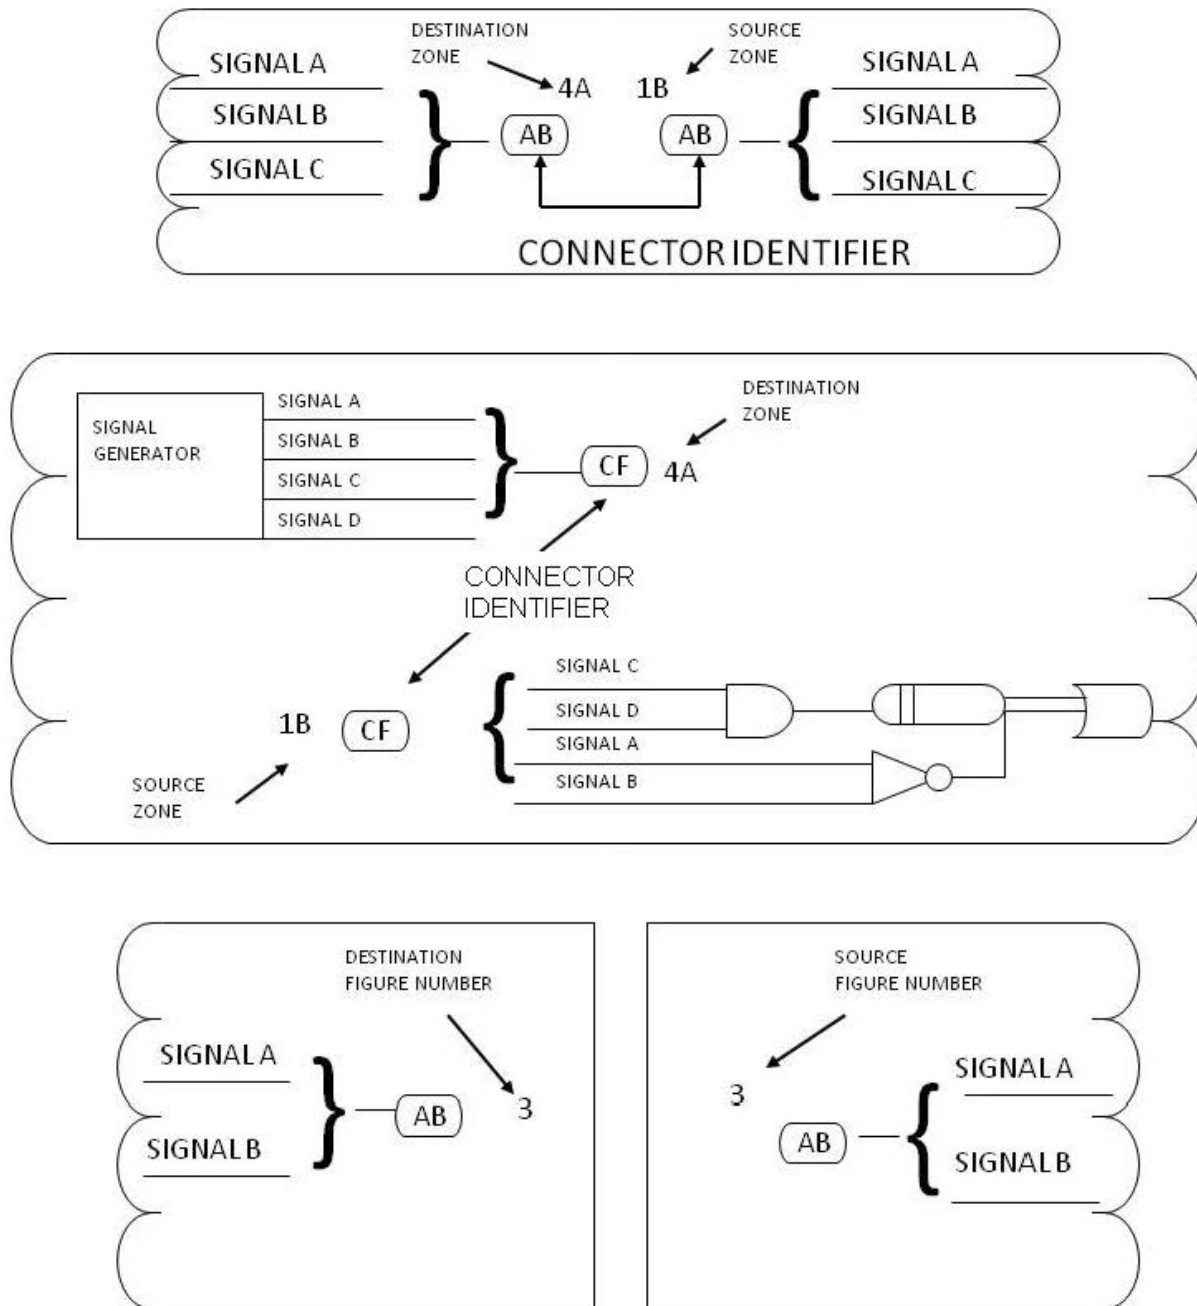 DESTINATION
ZONE
SOURCE
ZONE
SIGNAL A
SIGNAL B
SIGNAL C
4A
1B
AB
AB
SIGNAL A
SIGNAL B
SIGNAL C
CONNECTOR IDENTIFIER
SIGNAL
GENERATOR
SIGNAL A
SIGNAL B
SIGNAL C
SIGNAL D
CF
4A
DESTINATION
ZONE
CONNECTOR
IDENTIFIER
1B
CF
SOURCE
ZONE
SIGNAL C
SIGNAL D
SIGNAL A
SIGNAL B
DESTINATION
FIGURE NUMBER
SIGNAL A
SIGNAL B
AB
3
SOURCE
FIGURE NUMBER
3
AB
SIGNAL A
SIGNAL B